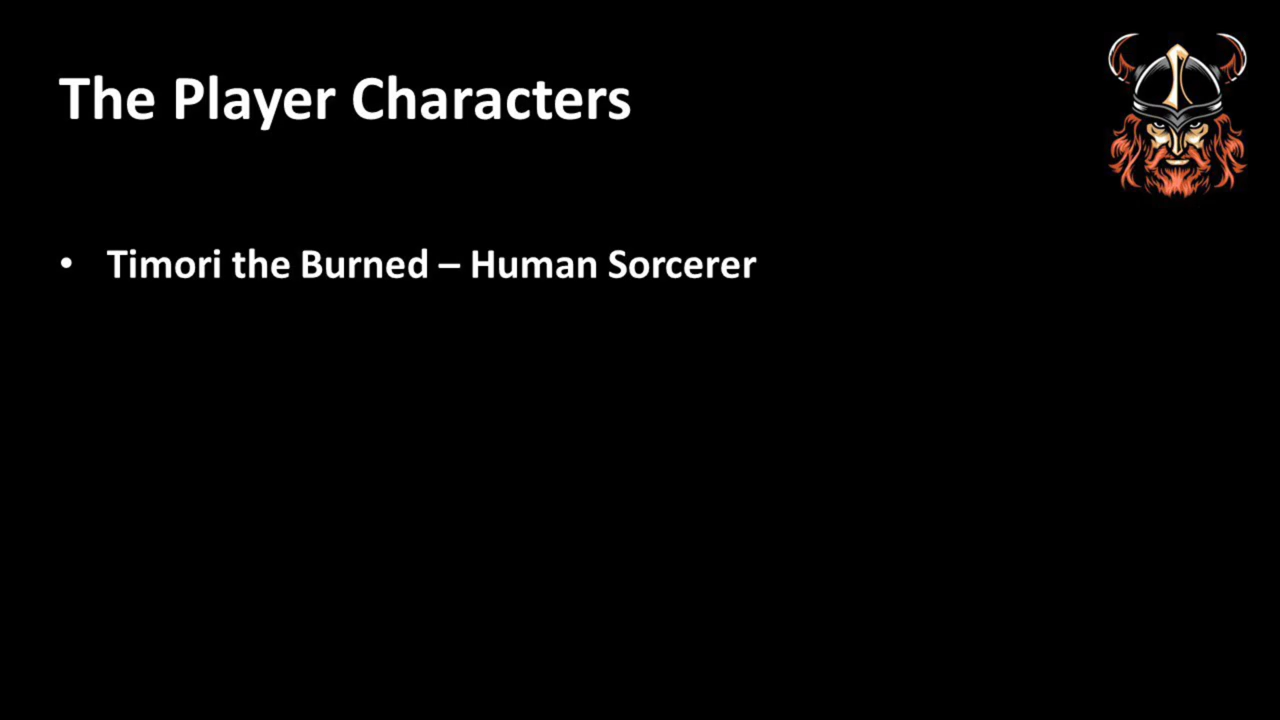 The Player Characters
• Timori the Burned – Human Sorcerer